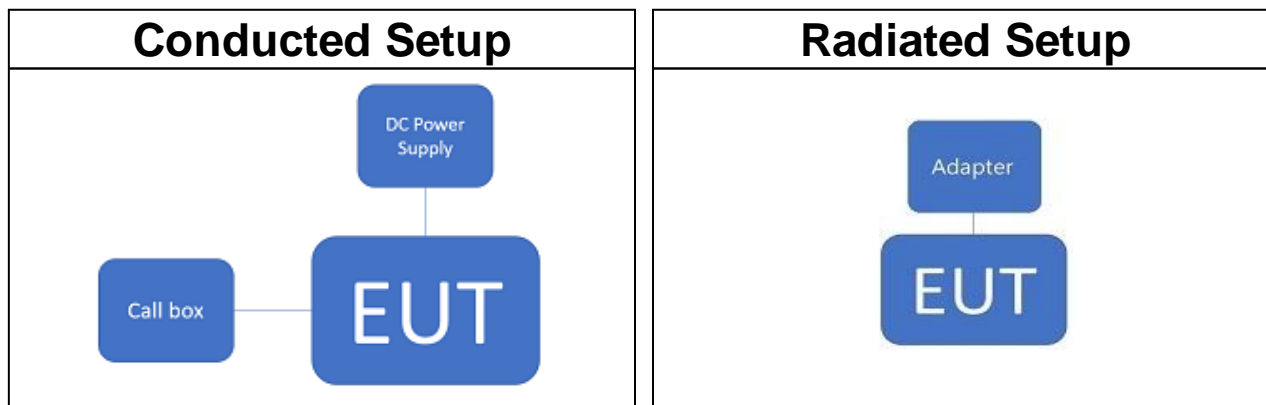 Conducted Setup
Radiated Setup
DC Power
Supply
Call box
EUT
Adapter
EUT